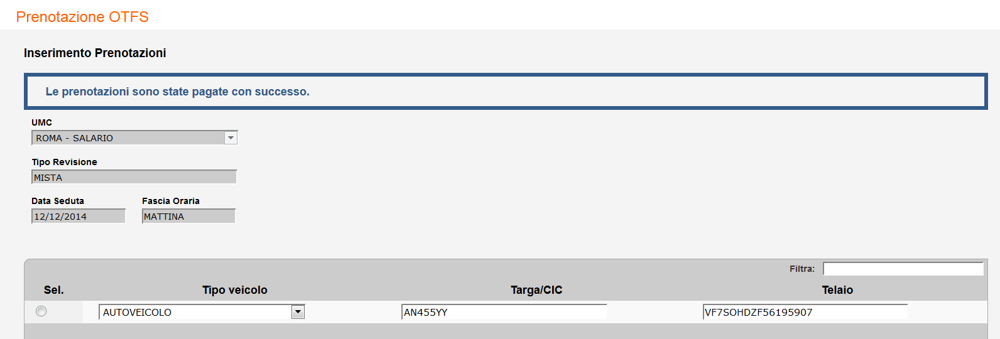 Prenotazione OTFS
Inserimento Prenotazioni
Le prenotazioni sono state pagate con successo.
UMC
ROMA - SALARIO
Tipo Revisione
MISTA
Data Seduta Fascia Oraria
12/12/2014 MATTINA
Filtra:
Sel. Tipo veicolo Targa/CIC Telaio
AUTOVEICOLO AN455YY VF7SOHDZF56195907